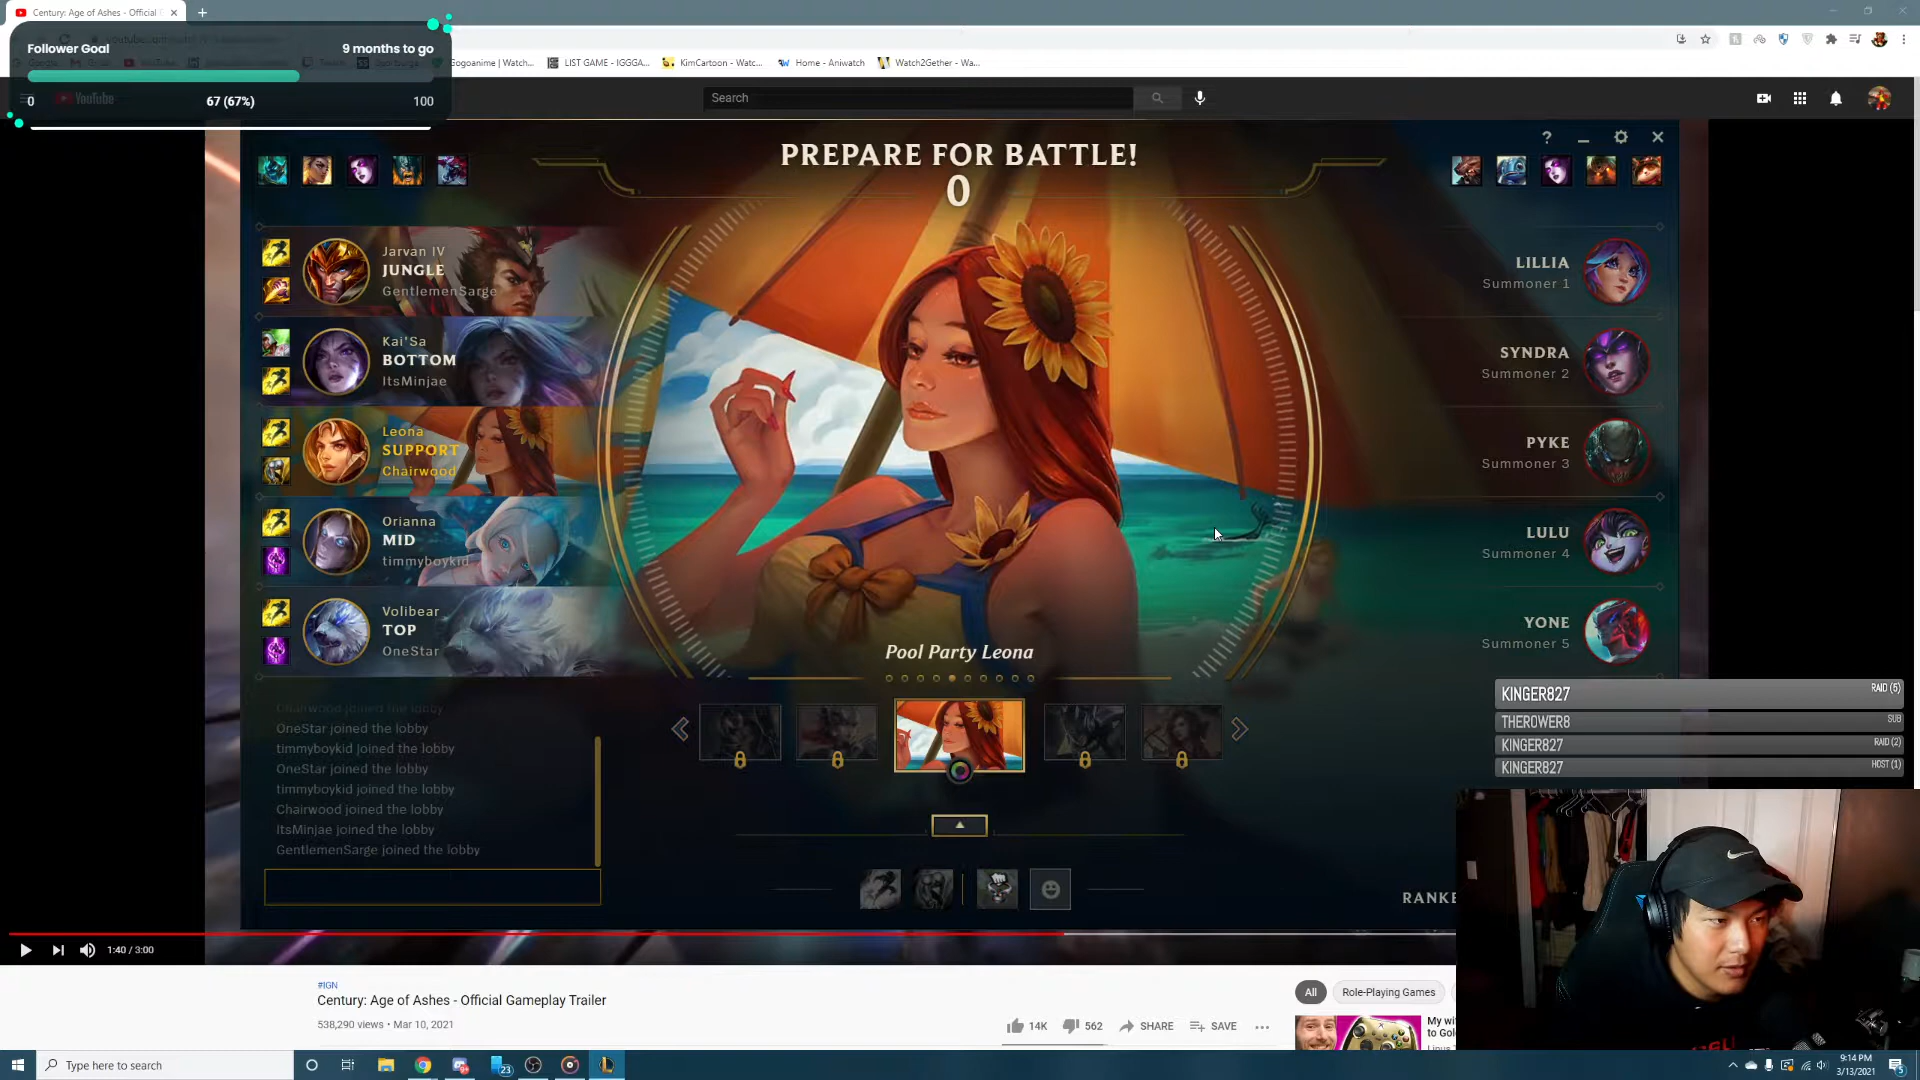 Century: Age of Ashes - Official
Follower Goal
9 months to go
0
67 (67%)
100
Gogoanime | Watch...
LIST GAME - IGGGA...
KimCartoon - Watc...
Home - Aniwatch
Watch2Gether - Wa...
YouTube
Search
PREPARE FOR BATTLE!
0
?
Jarvan IV
JUNGLE
GentlemenSarge
Kai'Sa
BOTTOM
ItsMinjae
Leona
SUPPORT
Chairwood
Orianna
MID
timmyboykid
Volibear
TOP
OneStar
LILLIA
Summoner 1
SYNDRA
Summoner 2
PYKE
Summoner 3
LULU
Summoner 4
YONE
Summoner 5
Pool Party Leona
Chairwood joined the lobby
OneStar joined the lobby
timmyboykid joined the lobby
OneStar joined the lobby
timmyboykid joined the lobby
Chairwood joined the lobby
ItsMinjae joined the lobby
GentlemenSarge joined the lobby
RANKE
KINGER827
RAID (5)
THEROWER8
SUB
KINGER827
RAID (2)
KINGER827
HOST (1)
1:40 / 3:00
#IGN
Century: Age of Ashes - Official Gameplay Trailer
538,290 views • Mar 10, 2021
14K
562
SHARE
SAVE
All
Role-Playing Games
My wi
to Gol
Type here to search
23
9:14 PM
3/13/2021
5